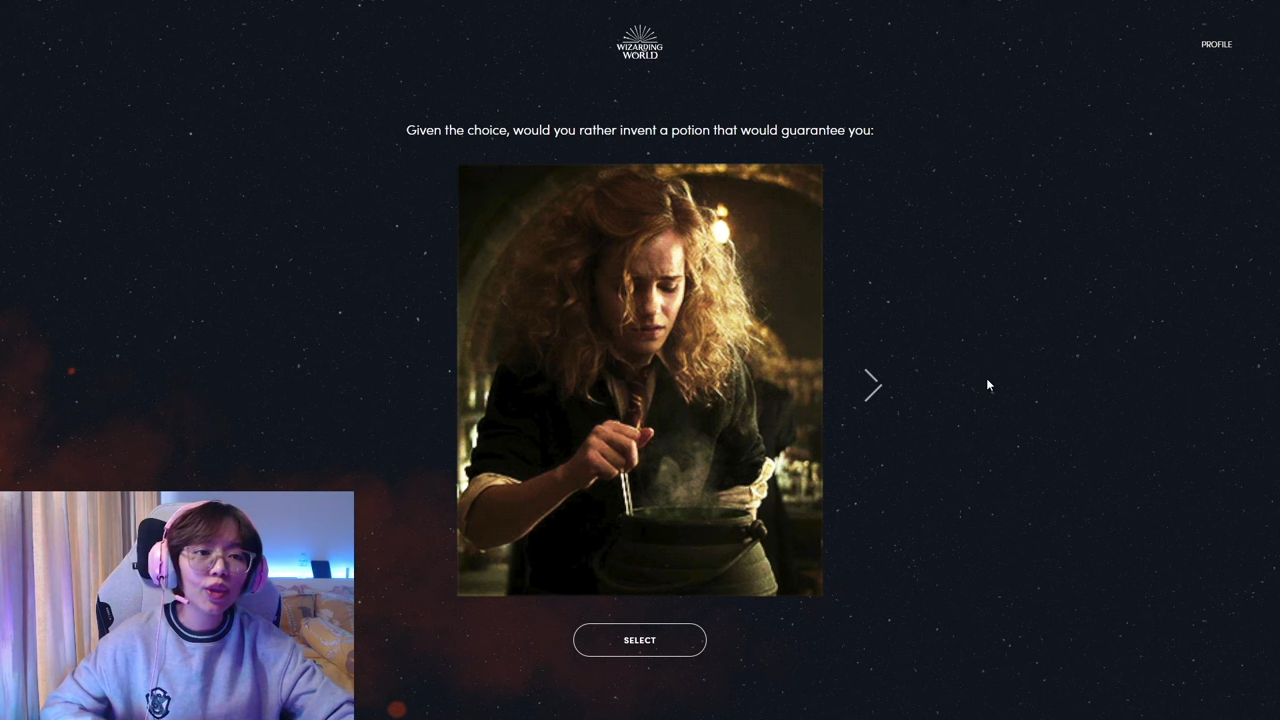 WIZARDING
WORLD
PROFILE
Given the choice, would you rather invent a potion that would guarantee you:
SELECT